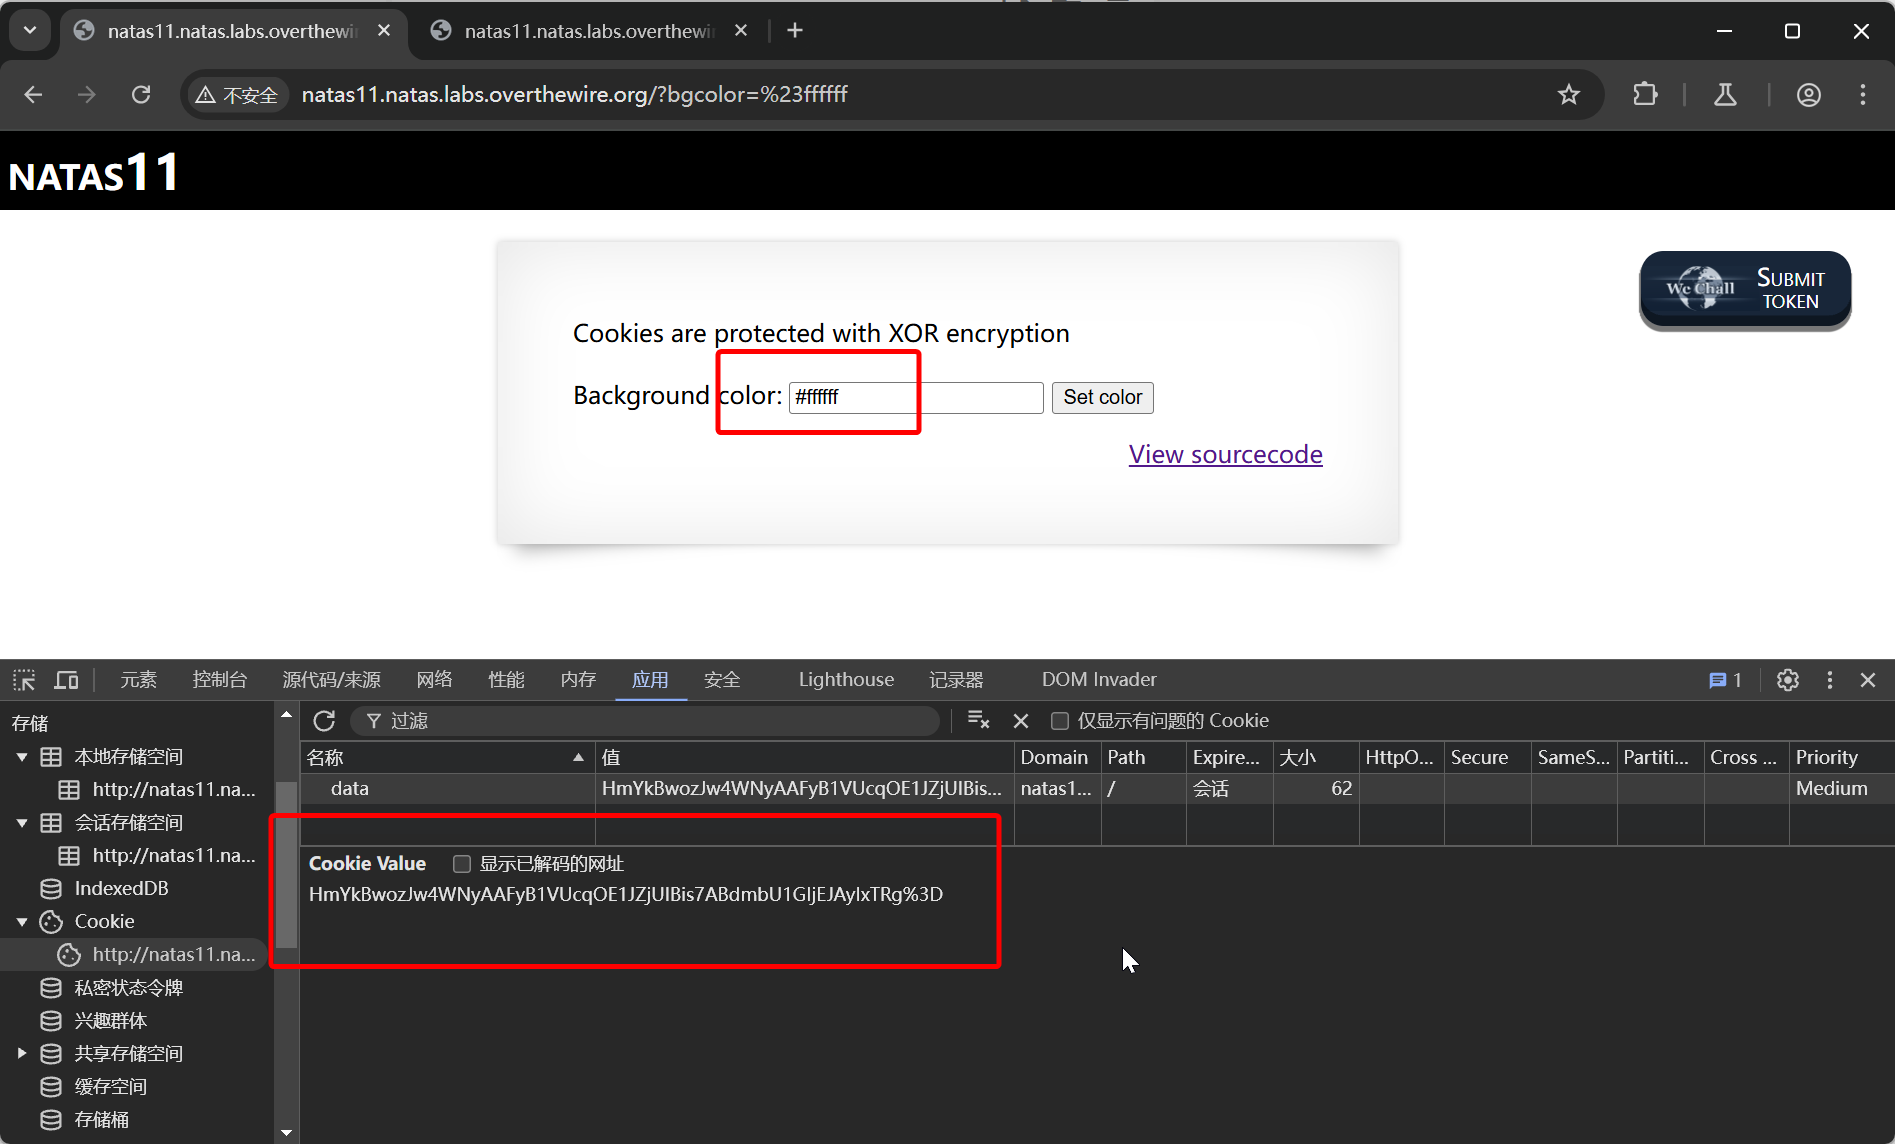 natas11.natas.labs.overthewi
natas11.natas.labs.overthewi
不安全
natas11.natas.labs.overthewire.org/?bgcolor=%23ffffff
NATAS11
We Chall
SUBMIT
TOKEN
Cookies are protected with XOR encryption
Background color: #ffffff Set color
View sourcecode
元素 控制台 源代码/来源 网络 性能 内存 应用 安全 Lighthouse 记录器 DOM Invader 1
存储
本地存储空间
http://natas11.na...
会话存储空间
http://natas11.na...
IndexedDB
Cookie
http://natas11.na...
私密状态令牌
兴趣群体
共享存储空间
缓存空间
存储桶
过滤 仅显示有问题的 Cookie
名称 值 Domain Path Expire... 大小 HttpO... Secure SameS... Partiti... Cross ... Priority
data HmYkBwozJw4WNyAAFyB1VUcqOE1JZjUIBis... natas1... / 会话 62 Medium
Cookie Value 显示已解码的网址
HmYkBwozJw4WNyAAFyB1VUcqOE1JZjUIBis7ABdmbU1GIjEJAyIxTRg%3D